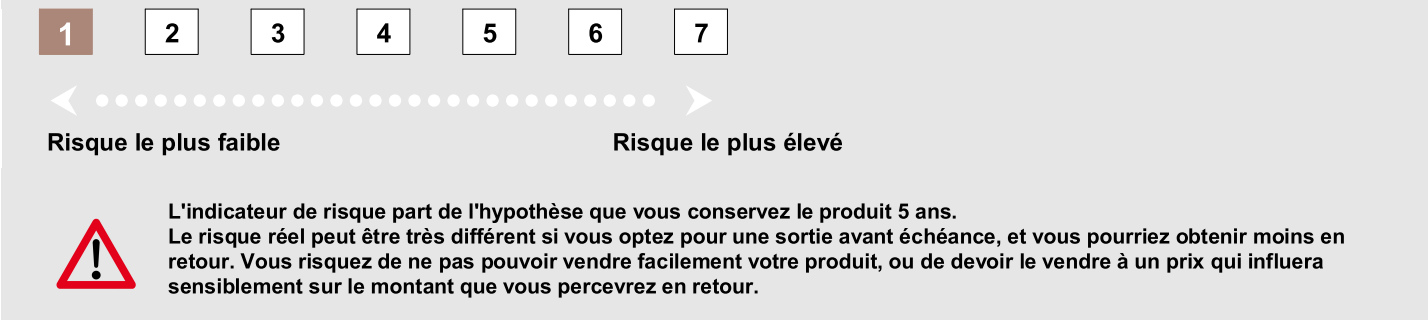 1 2 3 4 5 6 7
Risque le plus faible Risque le plus élevé
L'indicateur de risque part de l'hypothèse que vous conservez le produit 5 ans.
Le risque réel peut être très différent si vous optez pour une sortie avant échéance, et vous pourriez obtenir moins en
retour. Vous risquez de ne pas pouvoir vendre facilement votre produit, ou de devoir le vendre à un prix qui influera
sensiblement sur le montant que vous percevrez en retour.